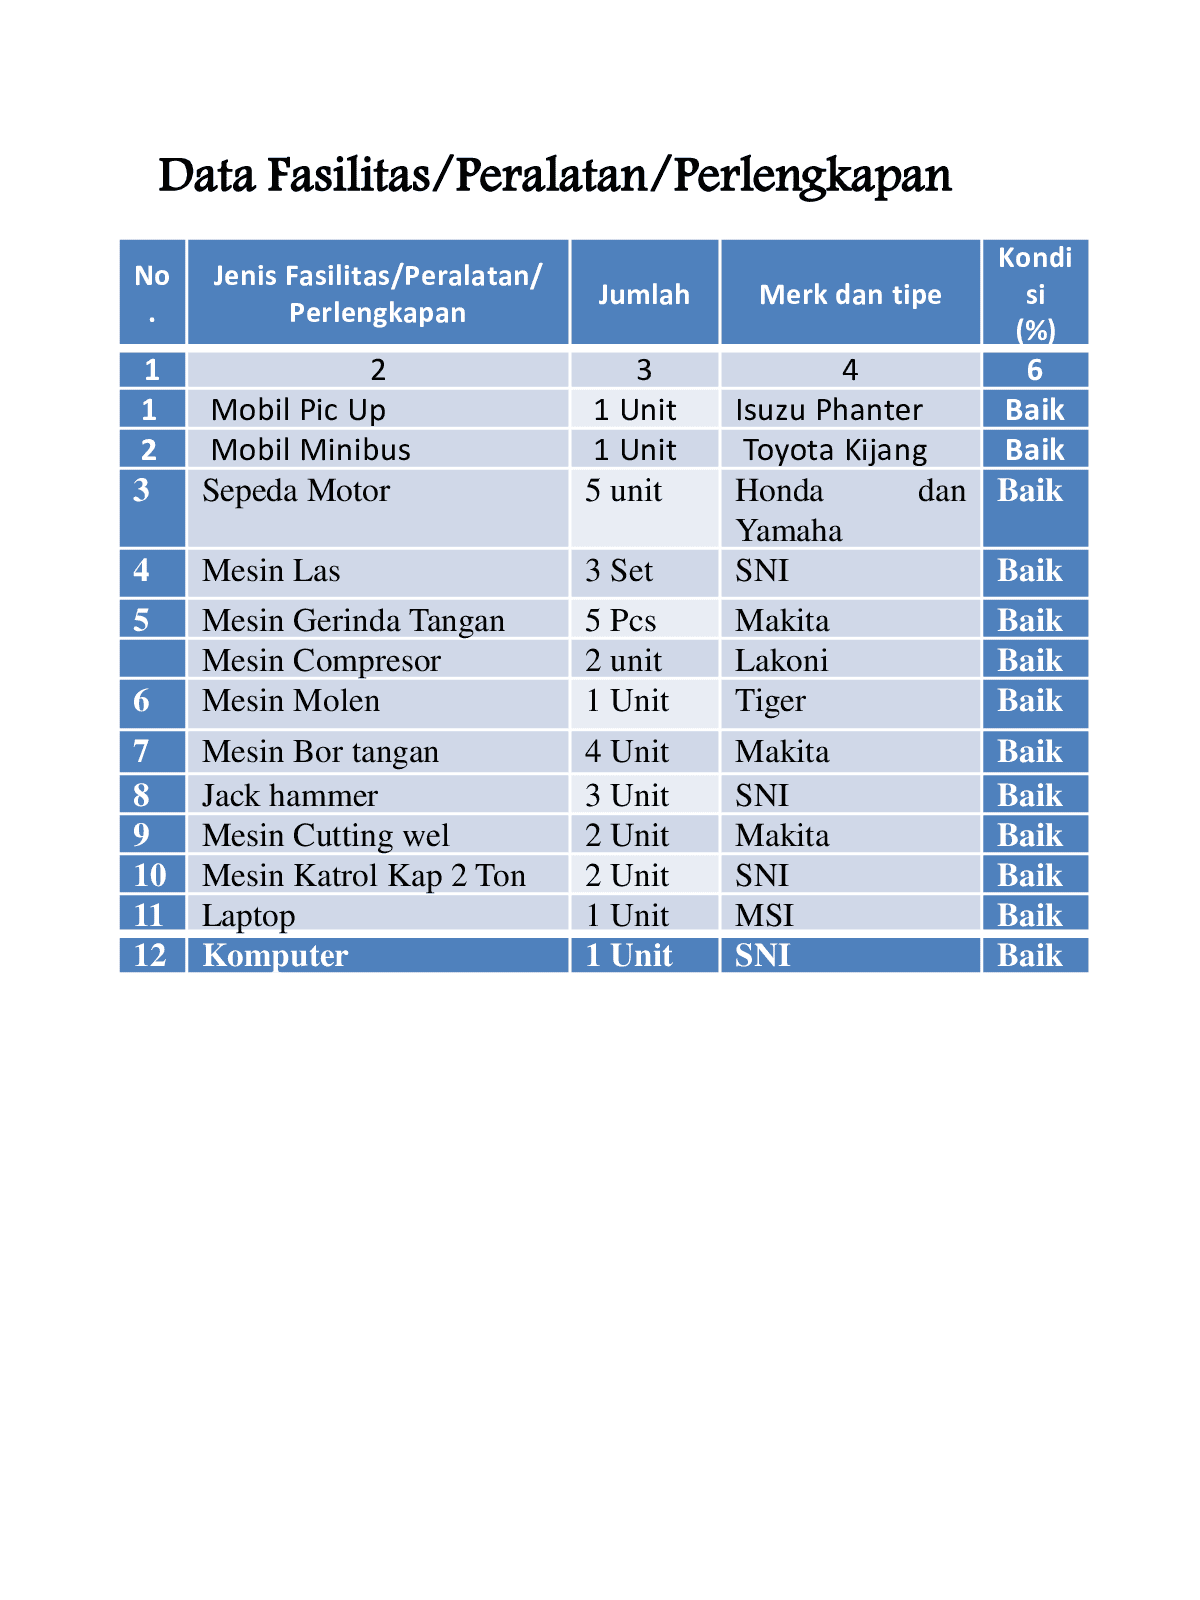 Data Fasilitas/Peralatan/Perlengkapan
No. Jenis Fasilitas/Peralatan/Perlengkapan Jumlah Merk dan tipe Kondisi (%)
1 2 3 4 6
1 Mobil Pic Up 1 Unit Isuzu Phanter Baik
2 Mobil Minibus 1 Unit Toyota Kijang Baik
3 Sepeda Motor 5 unit Honda dan Yamaha Baik
4 Mesin Las 3 Set SNI Baik
5 Mesin Gerinda Tangan 5 Pcs Makita Baik
Mesin Compresor 2 unit Lakoni Baik
6 Mesin Molen 1 Unit Tiger Baik
7 Mesin Bor tangan 4 Unit Makita Baik
8 Jack hammer 3 Unit SNI Baik
9 Mesin Cutting wel 2 Unit Makita Baik
10 Mesin Katrol Kap 2 Ton 2 Unit SNI Baik
11 Laptop 1 Unit MSI Baik
12 Komputer 1 Unit SNI Baik